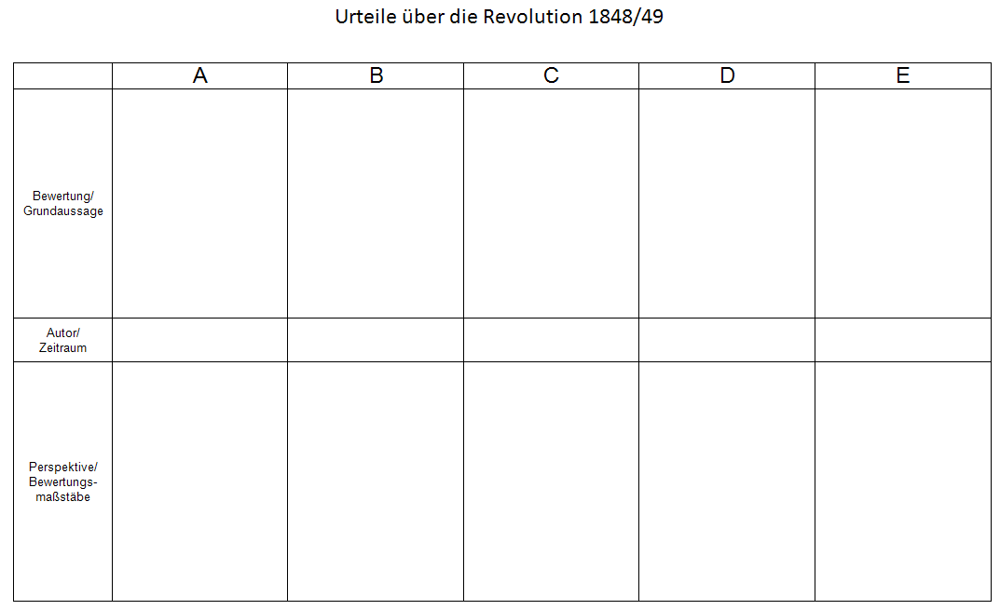 Urteile über die Revolution 1848/49
A B C D E
Bewertung/
Grundaussage
Autor/
Zeitraum
Perspektive/
Bewertungs-
maßstäbe